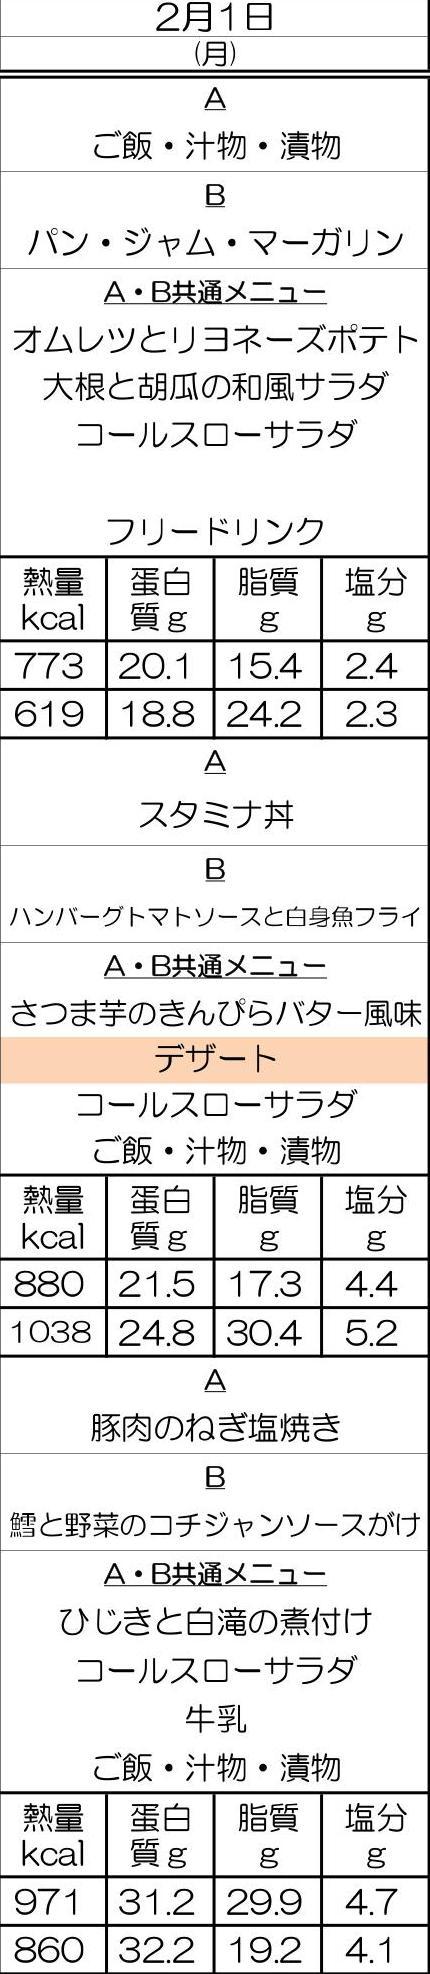 2月1日
(月)
A
ご飯・汁物・漬物
B
パン・ジャム・マーガリン
A・B共通メニュー
オムレツとリヨネーズポテト
大根と胡瓜の和風サラダ
コールスローサラダ
フリードリンク
熱量 蛋白 脂質 塩分
kcal 質g g g
773 20.1 15.4 2.4
619 18.8 24.2 2.3
A
スタミナ丼
B
ハンバーグトマトソースと白身魚フライ
A・B共通メニュー
さつま芋のきんぴらバター風味
デザート
コールスローサラダ
ご飯・汁物・漬物
熱量 蛋白 脂質 塩分
kcal 質g g g
880 21.5 17.3 4.4
1038 24.8 30.4 5.2
A
豚肉のねぎ塩焼き
B
鱈と野菜のコチジャンソースがけ
A・B共通メニュー
ひじきと白滝の煮付け
コールスローサラダ
牛乳
ご飯・汁物・漬物
熱量 蛋白 脂質 塩分
kcal 質g g g
971 31.2 29.9 4.7
860 32.2 19.2 4.1